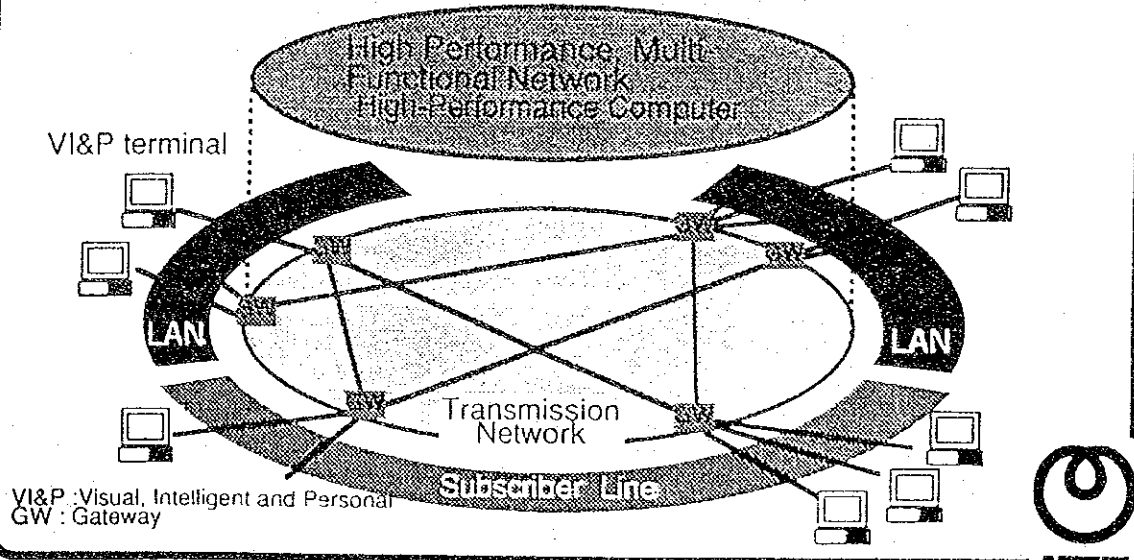 High Performance, Multi-
Functional Network
High-Performance Computer
VI&P terminal
GW
GW
GW
GW
GW
GW
LAN
LAN
Transmission
Network
Subscriber Line
VI&P :Visual, Intelligent and Personal
GW : Gateway